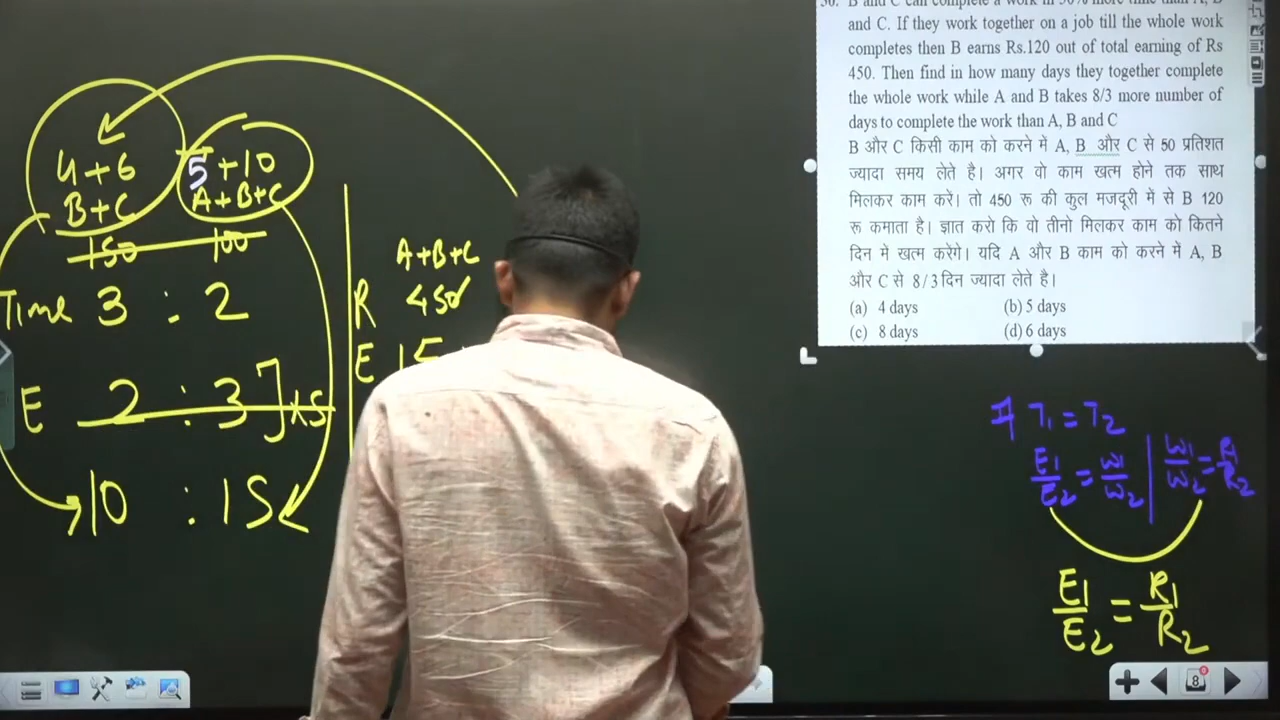 4+6
5+10
B+C
A+B+C
150
100
Time 3 : 2
E 2 : 3 ]×5
10 : 15
A+B+C
R 450
E 15
and C. If they work together on a job till the whole work
completes then B earns Rs.120 out of total earning of Rs
450. Then find in how many days they together complete
the whole work while A and B takes 8/3 more number of
days to complete the work than A, B and C
B और C किसी काम को करने में A, B और C से 50 प्रतिशत
ज्यादा समय लेते है। अगर वो काम खत्म होने तक साथ
मिलकर काम करें। तो 450 रू की कुल मजदूरी में से B 120
रू कमाता है। ज्ञात करो कि वो तीनो मिलकर काम को कितने
दिन में खत्म करेंगे। यदि A और B काम को करने में A, B
और C से 8/3 दिन ज्यादा लेते है।
(a) 4 days (b) 5 days
(c) 8 days (d) 6 days
If T1 = T2
E1/E2 = W1/W2 | W1/W2 = R1/R2
E1/E2 = R1/R2
8